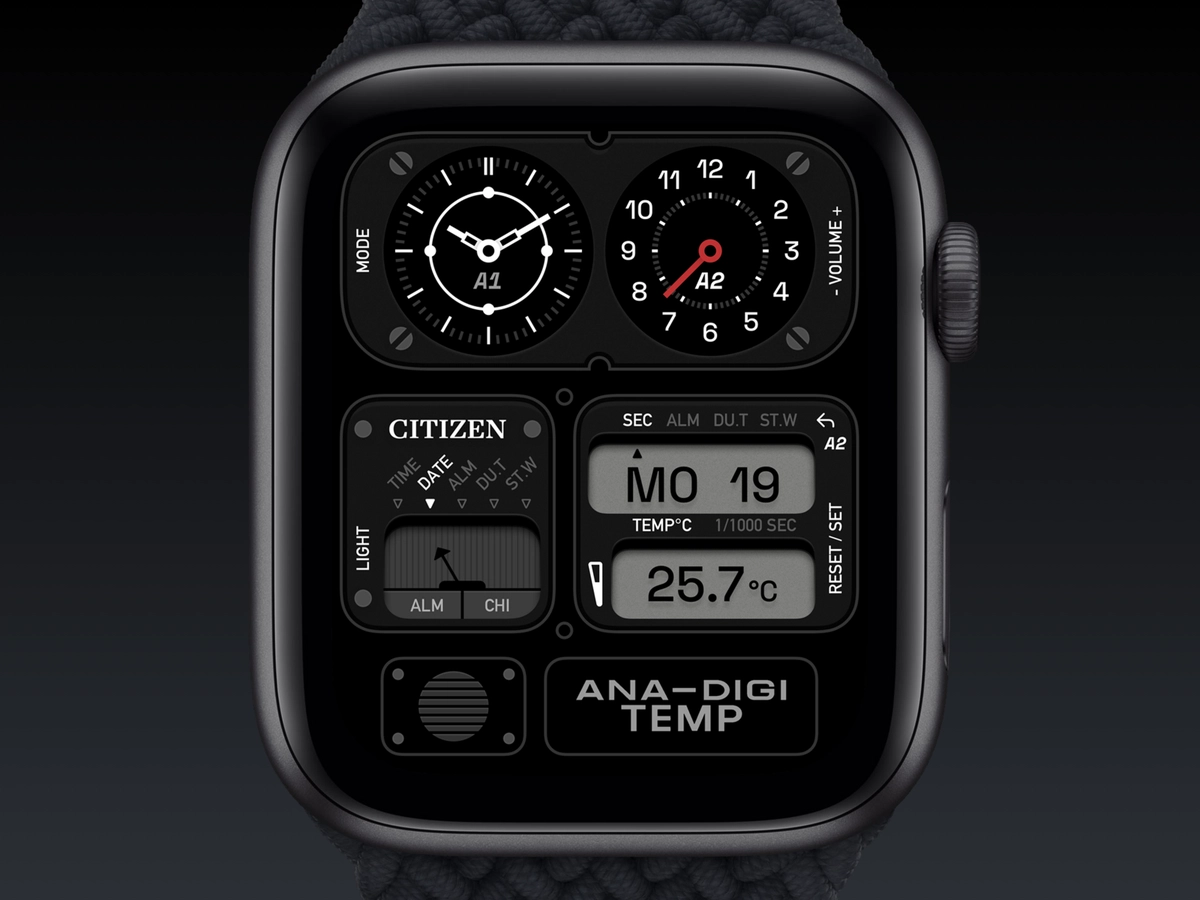 MODE
A1
12
1
2
3
4
5
6
7
8
9
10
11
A2
- VOLUME +
CITIZEN
TIME DATE ALM DU.T ST.W
LIGHT
ALM CHI
SEC ALM DU.T ST.W
A2
MO 19
TEMP°C 1/1000 SEC
25.7°C
RESET / SET
ANA–DIGI
TEMP